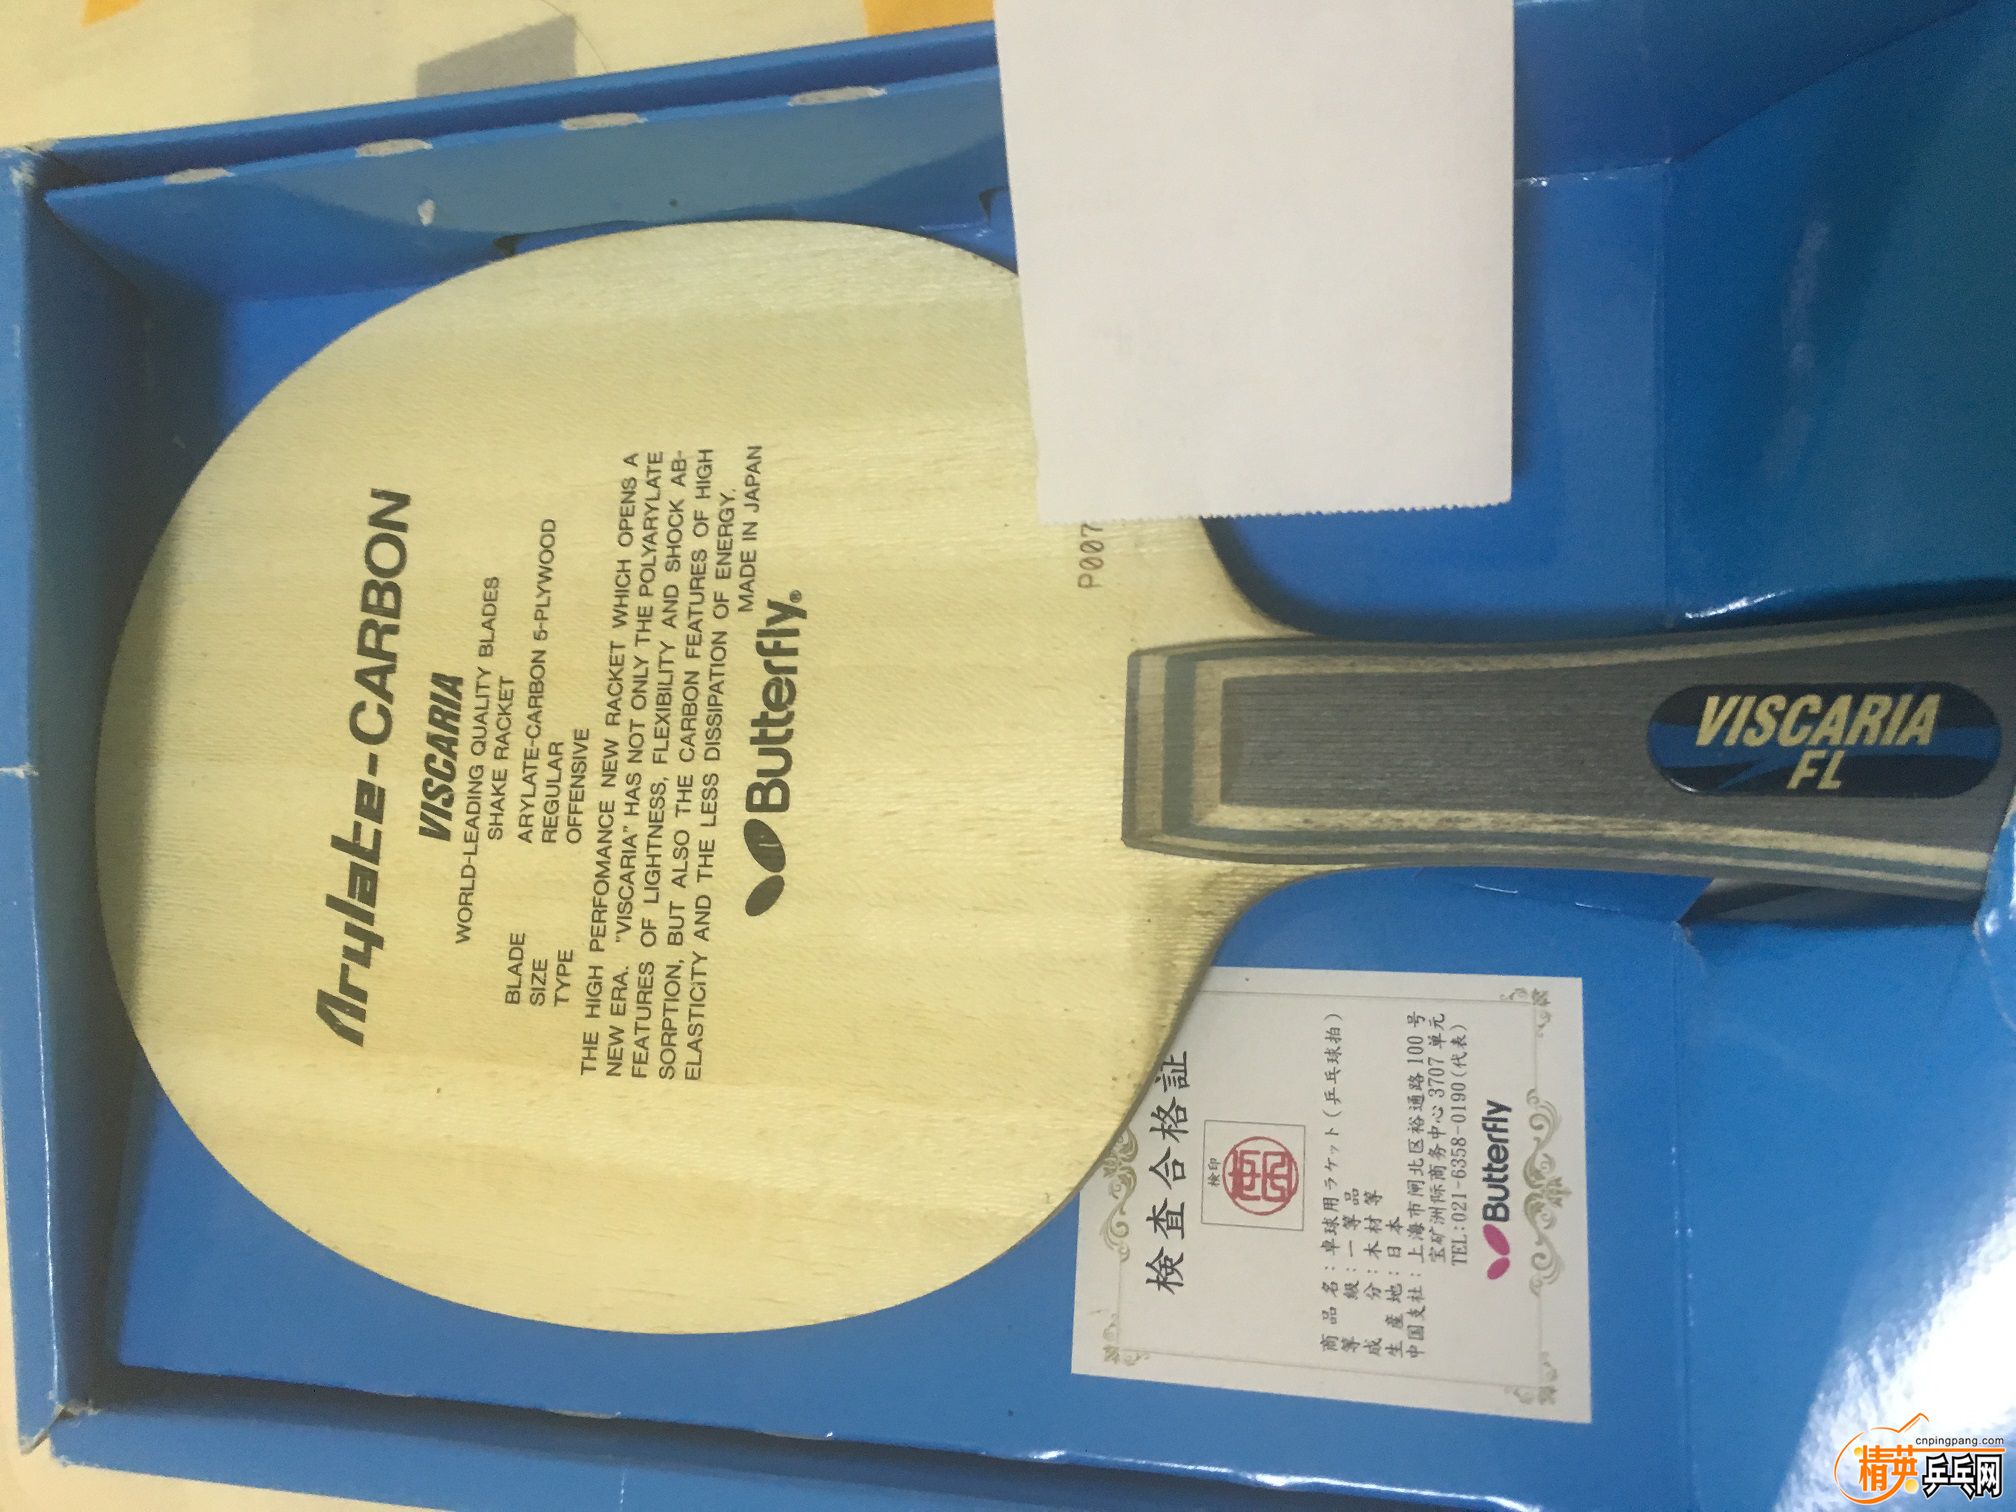 Arylate-CARBON
VISCARIA
WORLD-LEADING QUALITY BLADES
SHAKE RACKET
BLADE ARYLATE-CARBON 5-PLYWOOD
SIZE REGULAR
TYPE OFFENSIVE
THE HIGH PERFOMANCE NEW RACKET WHICH OPENS A
NEW ERA. "VISCARIA" HAS NOT ONLY THE POLYARYLATE
FEATURES OF LIGHTNESS, FLEXIBILITY AND SHOCK AB-
SORPTION, BUT ALSO THE CARBON FEATURES OF HIGH
ELASTICITY AND THE LESS DISSIPATION OF ENERGY.
MADE IN JAPAN
Butterfly®
P007
VISCARIA
FL
検査合格証
検印
商品名:卓球用ラケット(乒乓球拍)
等級:一等品
成分:木材等
生産地:日本
中国支社:上海市闸北区裕通路100号
宝矿洲际商务中心3707单元
TEL:021-6358-0190(代表)
Butterfly
cnpingpang.com
精英乒乓网